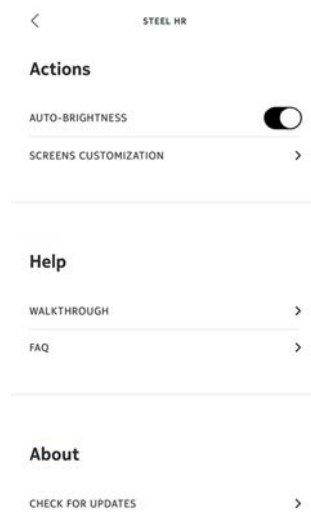 STEEL HR
Actions
AUTO-BRIGHTNESS
SCREENS CUSTOMIZATION
Help
WALKTHROUGH
FAQ
About
CHECK FOR UPDATES